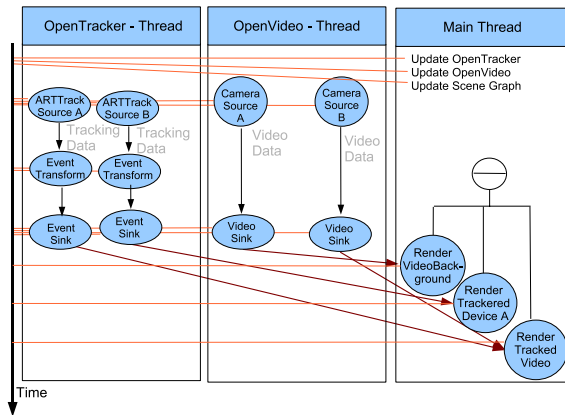 OpenTracker - Thread
OpenVideo - Thread
Main Thread
Update OpenTracker
Update OpenVideo
Update Scene Graph
ARTTrack
Source A
ARTTrack
Source B
Camera
Source
A
Camera
Source
B
Tracking
Data
Tracking
Data
Video
Data
Video
Data
Event
Transform
Event
Transform
Event
Sink
Event
Sink
Video
Sink
Video
Sink
Render
VideoBack-
ground
Render
Trackered
Device A
Render
Tracked
Video
Time